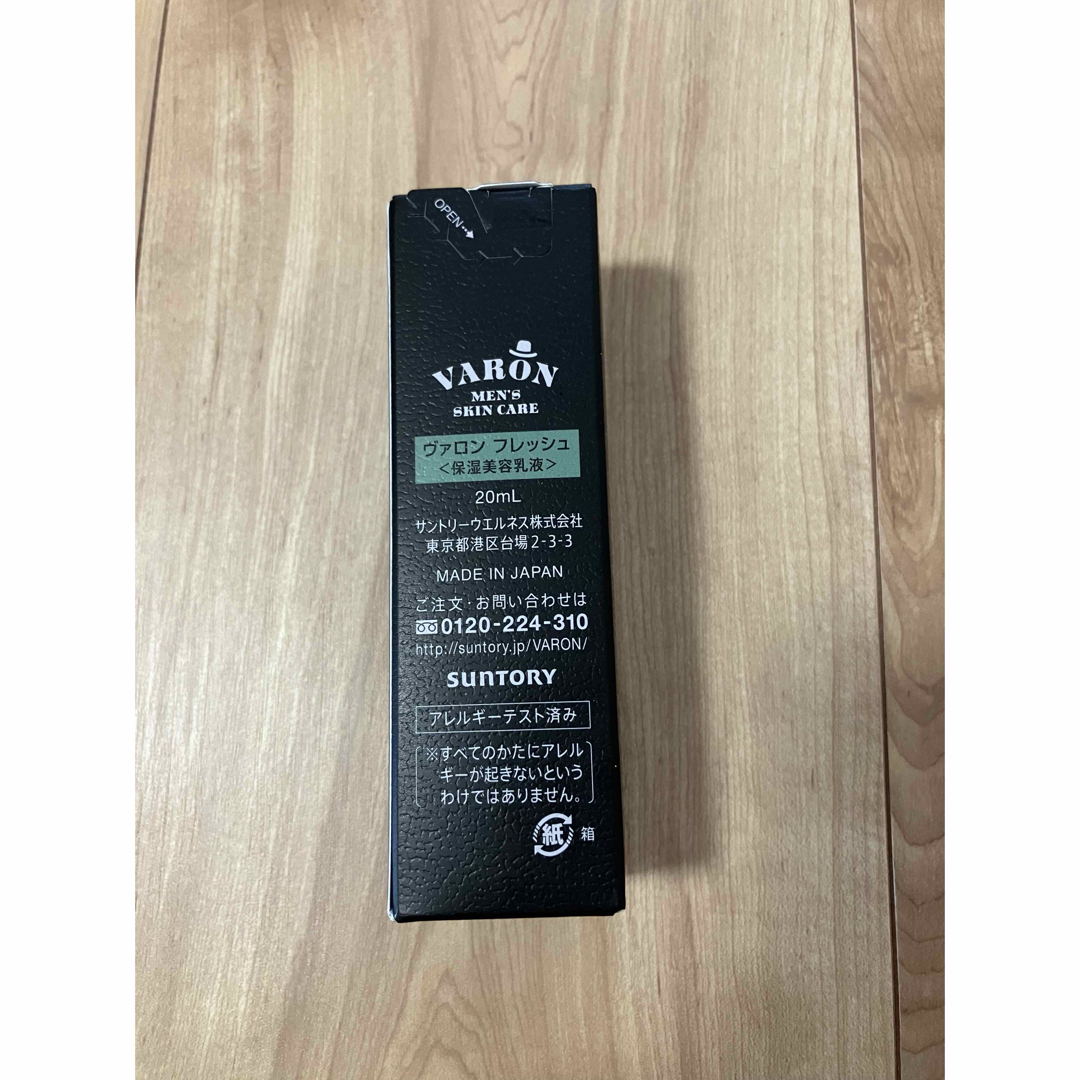 OPEN
VARON
MEN'S
SKIN CARE
ヴァロン フレッシュ
<保湿美容乳液>
20mL
サントリーウエルネス株式会社
東京都港区台場2-3-3
MADE IN JAPAN
ご注文・お問い合わせは
0120-224-310
http://suntory.jp/VARON/
SUNTORY
アレルギーテスト済み
※すべてのかたにアレル
ギーが起きないという
わけではありません。
紙 箱